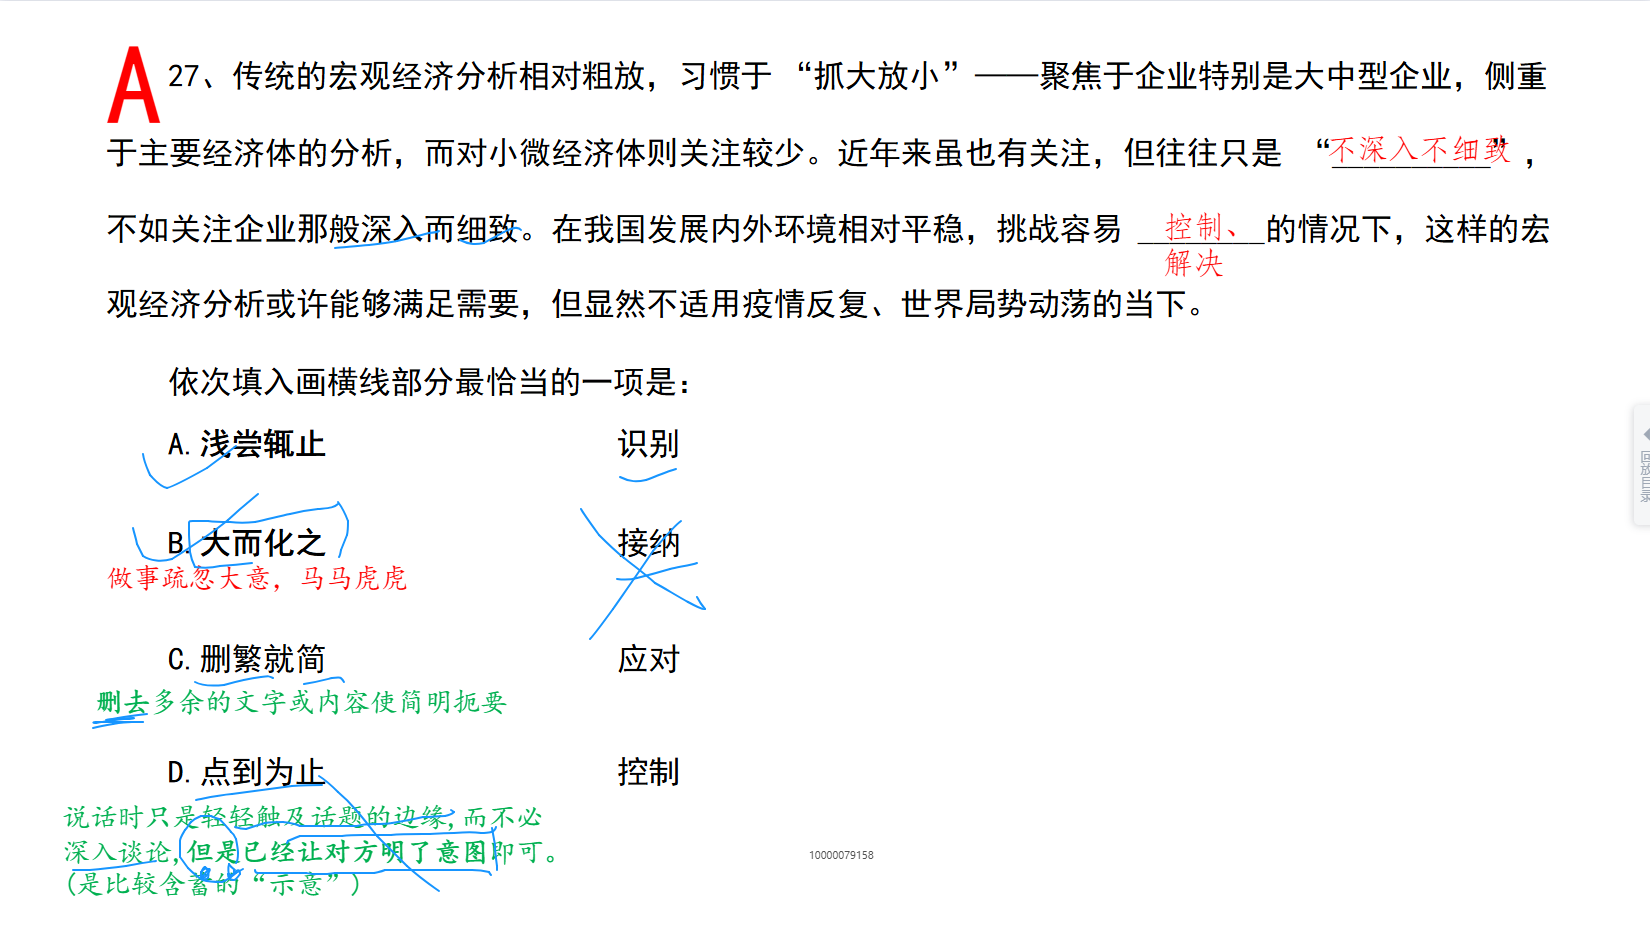 A
27、传统的宏观经济分析相对粗放，习惯于 “抓大放小”——聚焦于企业特别是大中型企业，侧重
于主要经济体的分析，而对小微经济体则关注较少。近年来虽也有关注，但往往只是 “__________”，
不深入不细致
不如关注企业那般深入而细致。在我国发展内外环境相对平稳，挑战容易 ________的情况下，这样的宏
控制、
解决
观经济分析或许能够满足需要，但显然不适用疫情反复、世界局势动荡的当下。
依次填入画横线部分最恰当的一项是：
A. 浅尝辄止 识别
B. 大而化之 接纳
做事疏忽大意，马马虎虎
C. 删繁就简 应对
删去多余的文字或内容使简明扼要
D. 点到为止 控制
说话时只是轻轻触及话题的边缘，而不必
深入谈论，但是已经让对方明了意图即可。
（是比较含蓄的“示意”）
10000079158
回放目录